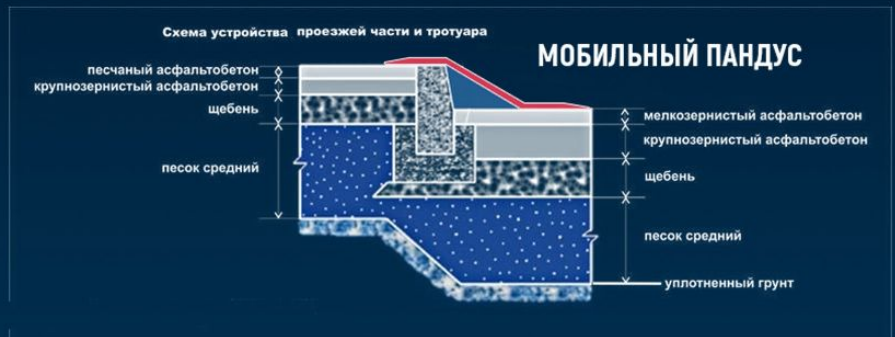 Схема устройства проезжей части и тротуара
МОБИЛЬНЫЙ ПАНДУС
песчаный асфальтобетон
крупнозернистый асфальтобетон
щебень
песок средний
мелкозернистый асфальтобетон
крупнозернистый асфальтобетон
щебень
песок средний
уплотненный грунт